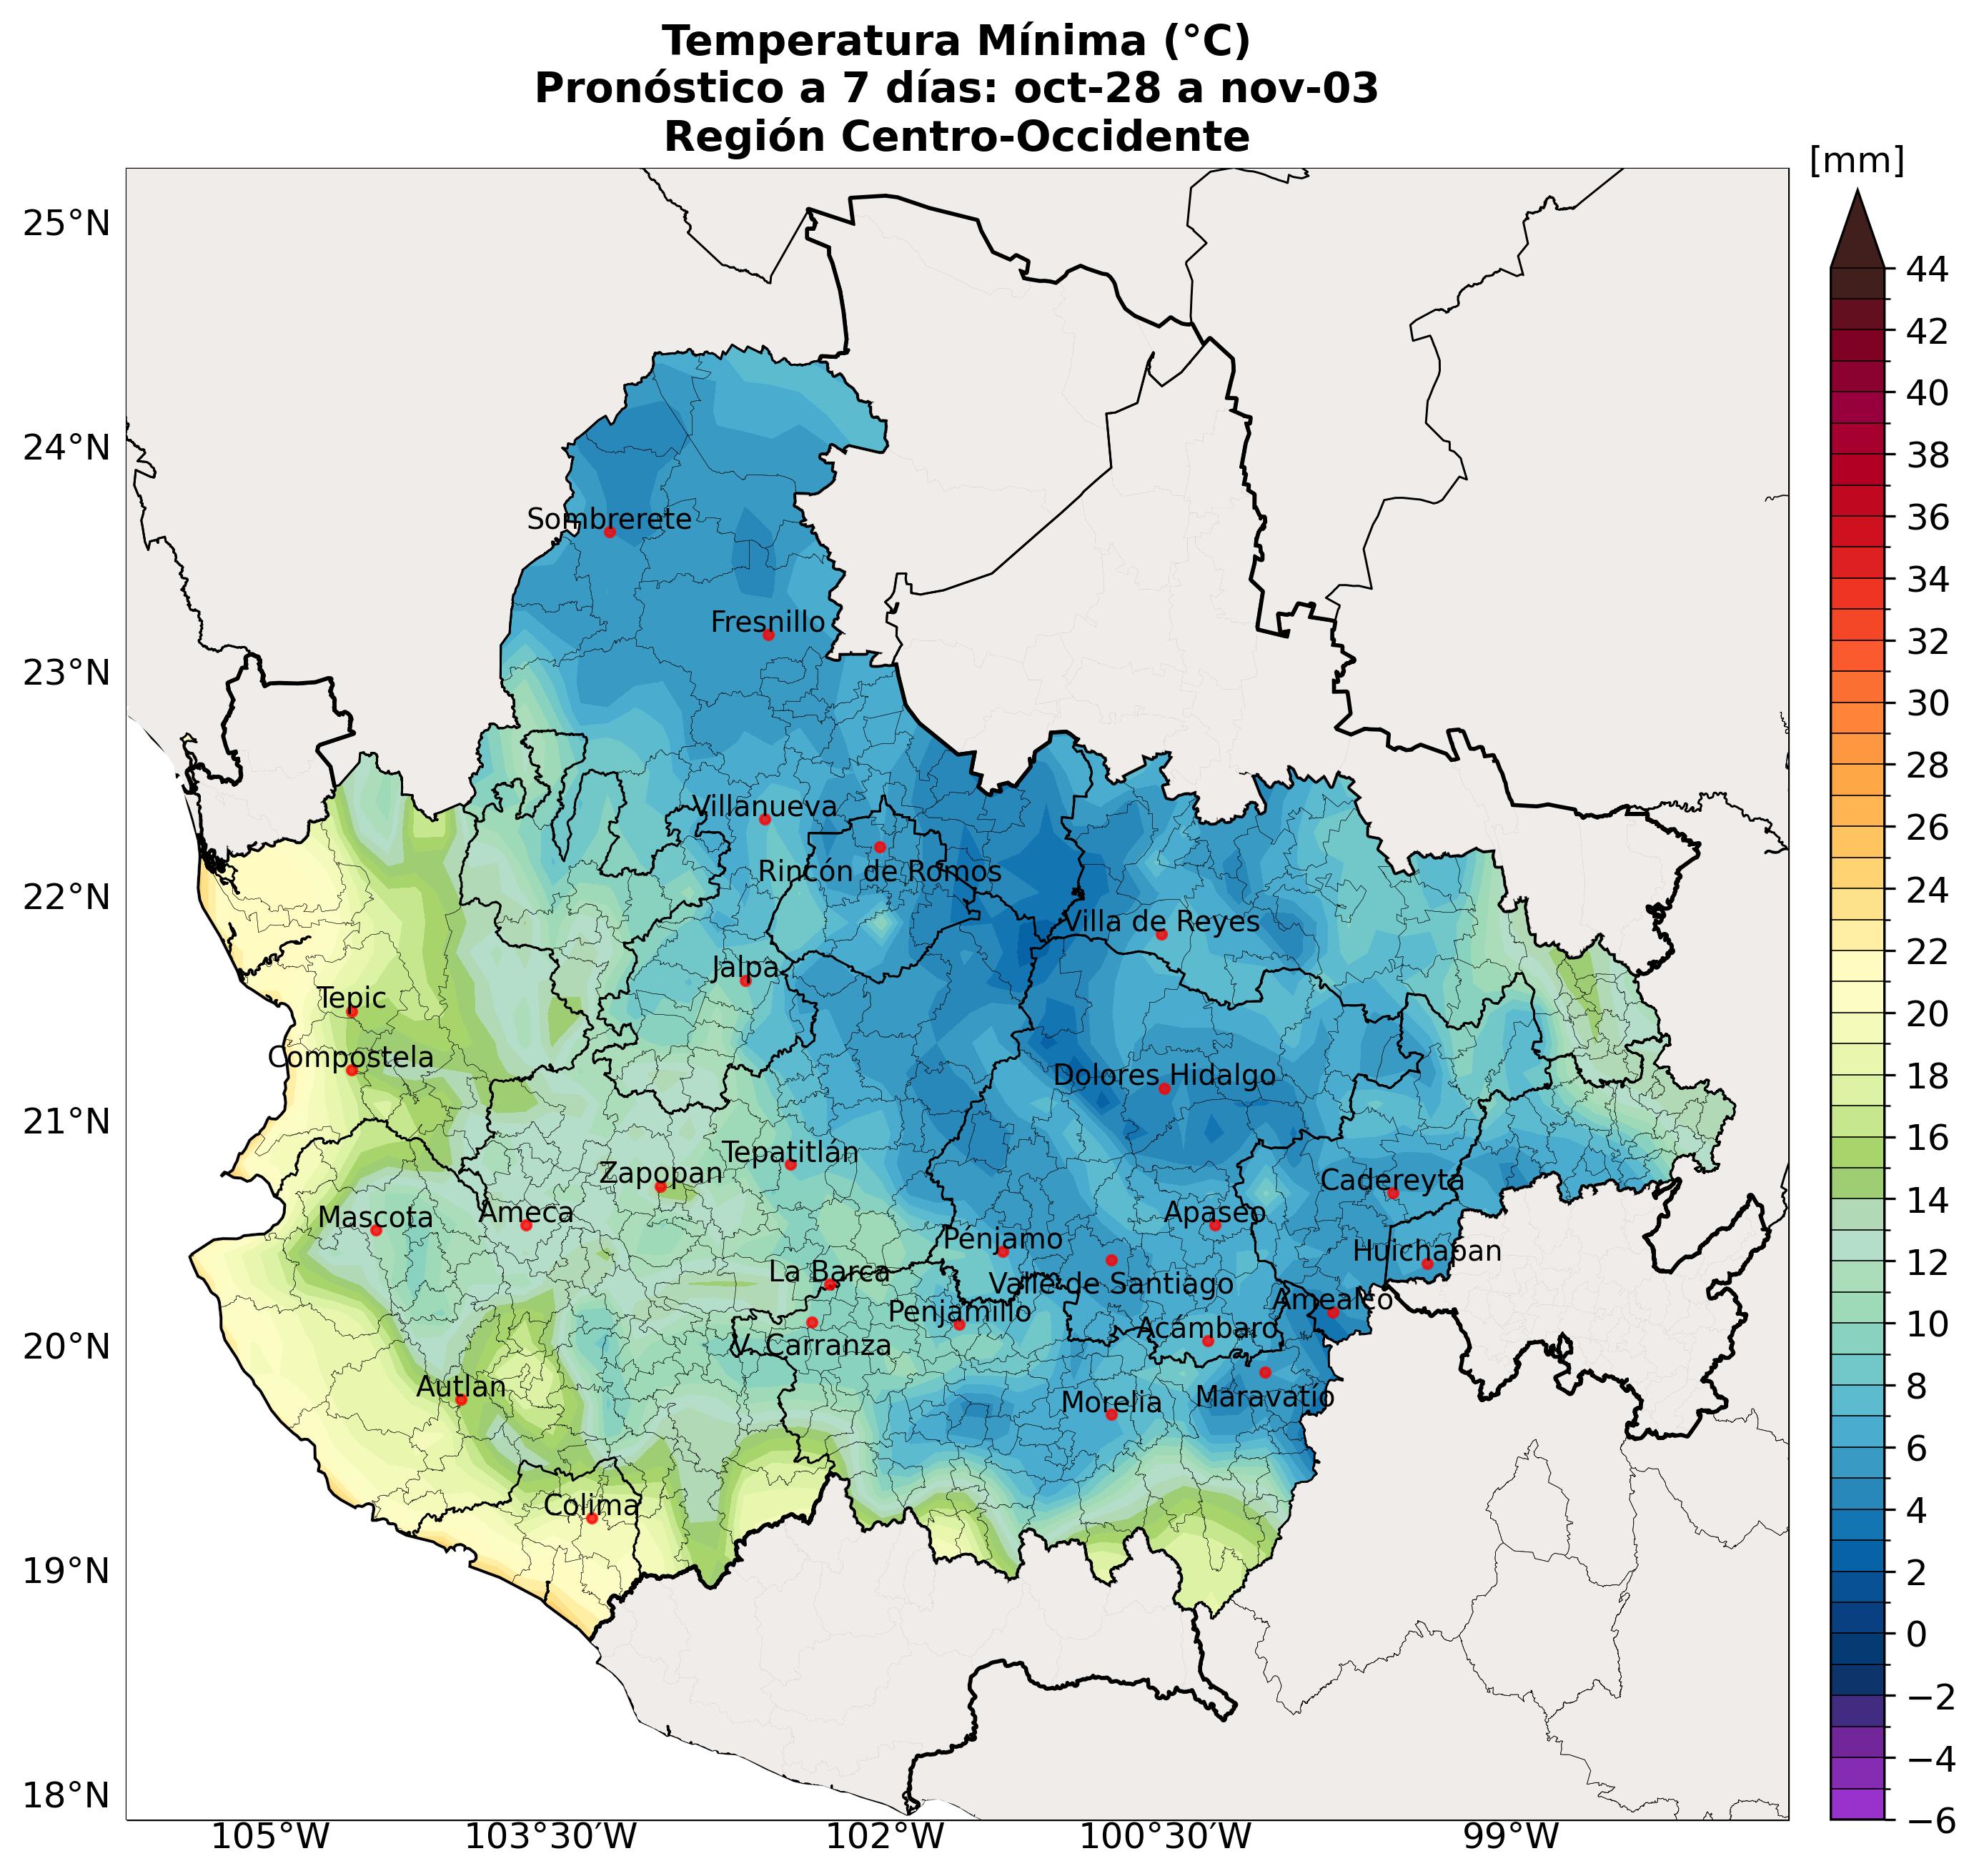 Temperatura Mínima (°C)
Pronóstico a 7 días: oct-28 a nov-03
Región Centro-Occidente
[mm]
25°N
24°N
23°N
22°N
21°N
20°N
19°N
18°N
Sombrerete
Fresnillo
Villanueva
Rincón de Romos
Villa de Reyes
Jalpa
Tepic
Compostela
Dolores Hidalgo
Tepatitlán
Zapopan
Cadereyta
Mascota
Ameca
Apaseo
Pénjamo
Huichapan
La Barca
Valle de Santiago
Amealco
Penjamillo
Acámbaro
V. Carranza
Autlan
Morelia
Maravatío
Colima
44
42
40
38
36
34
32
30
28
26
24
22
20
18
16
14
12
10
8
6
4
2
0
−2
−4
−6
105°W
103°30′W
102°W
100°30′W
99°W